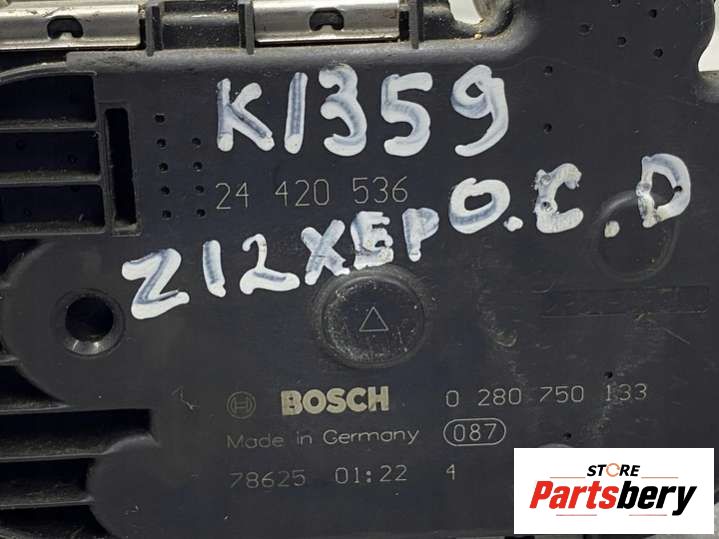 K1359
24 420 536
Z12XEP O.C.D
BOSCH 0 280 750 133
Made in Germany 087
78625 01:22 4
STORE
Partsbery